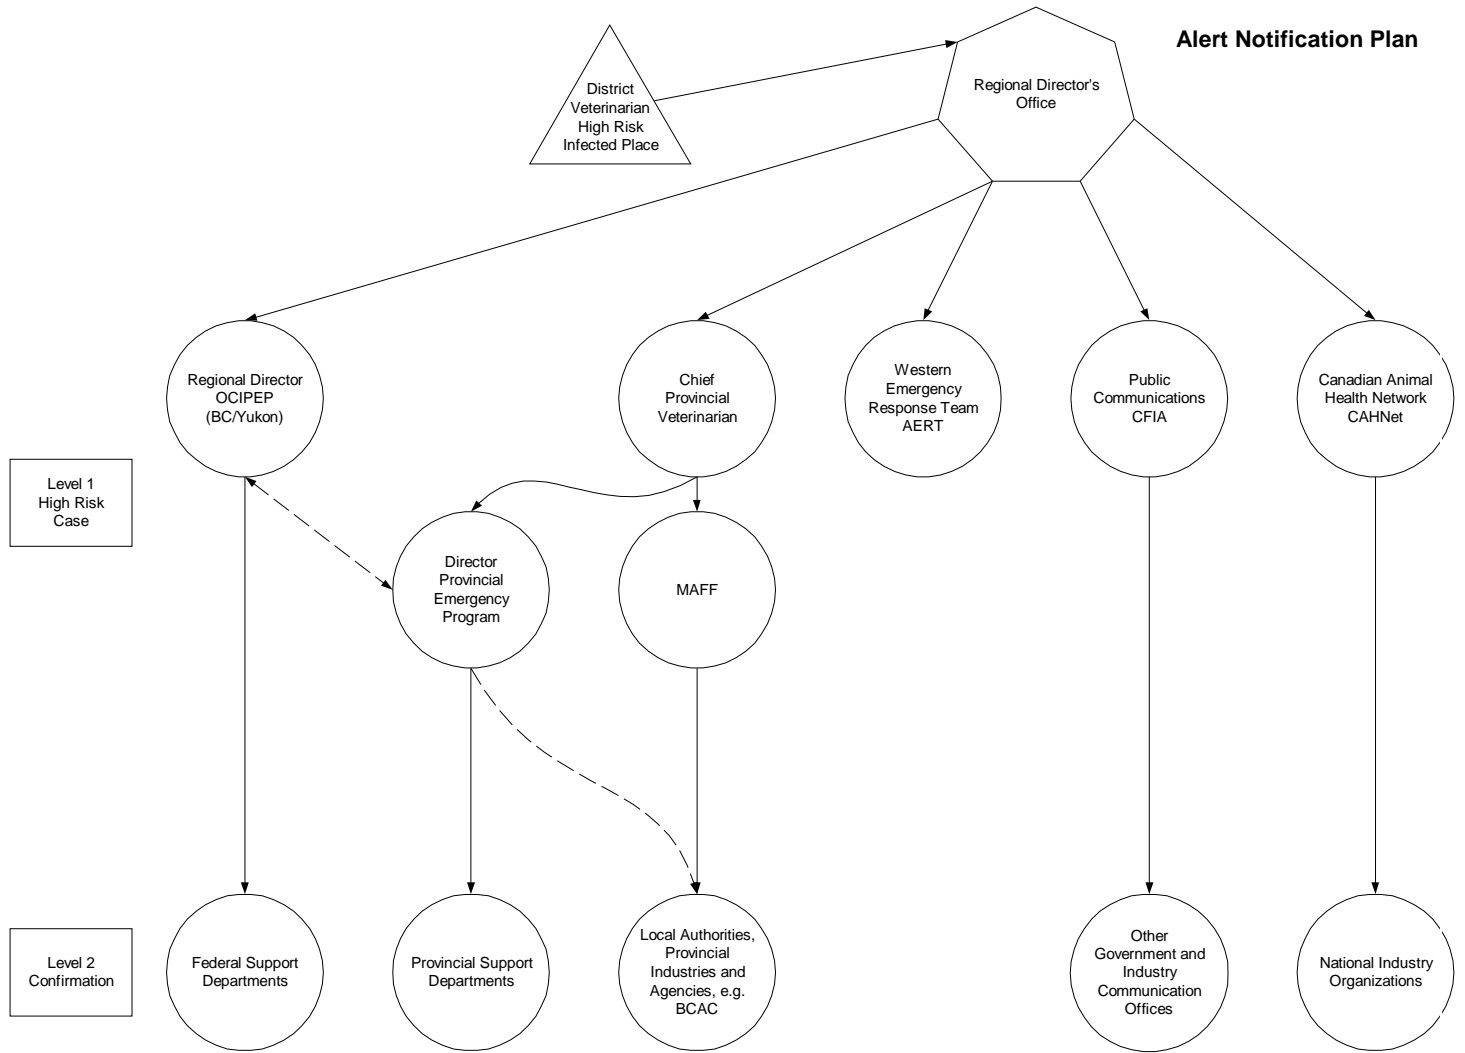 Alert Notification Plan
District
Veterinarian
High Risk
Infected Place
Regional Director's
Office
Regional Director
OCIPEP
(BC/Yukon)
Chief
Provincial
Veterinarian
Western
Emergency
Response Team
AERT
Public
Communications
CFIA
Canadian Animal
Health Network
CAHNet
Level 1
High Risk
Case
Director
Provincial
Emergency
Program
MAFF
Level 2
Confirmation
Federal Support
Departments
Provincial Support
Departments
Local Authorities,
Provincial
Industries and
Agencies, e.g.
BCAC
Other
Government and
Industry
Communication
Offices
National Industry
Organizations